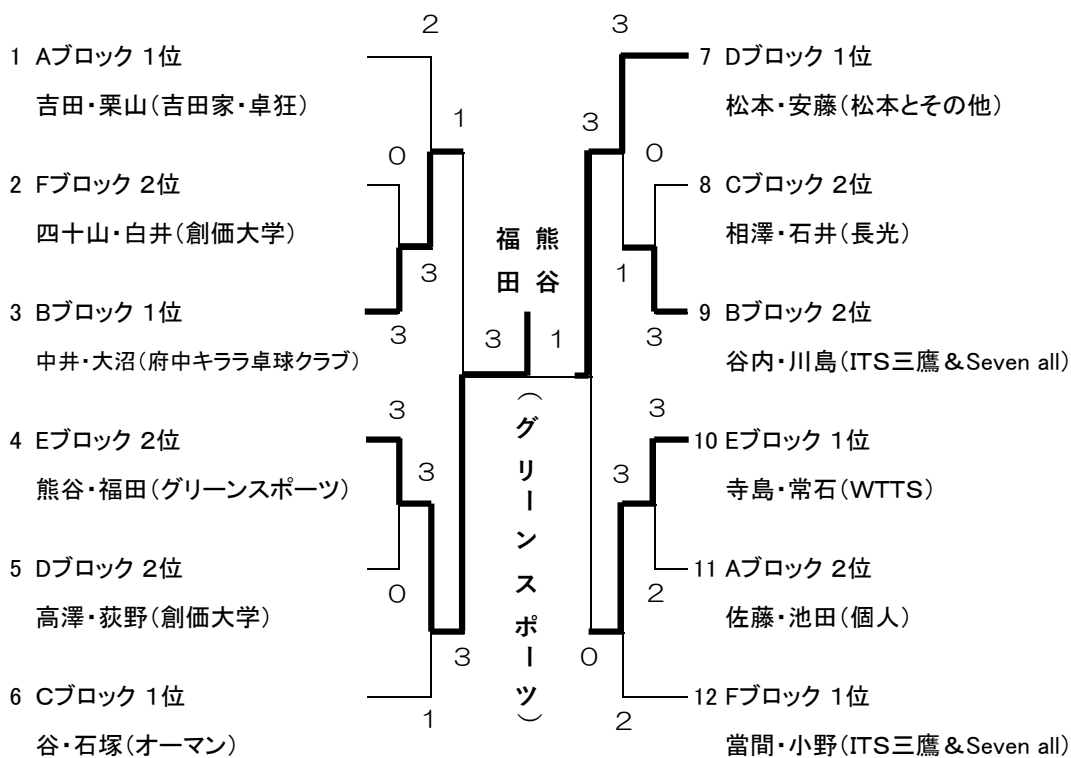 1 Aブロック 1位
吉田・栗山(吉田家・卓狂)
2 Fブロック 2位
四十山・白井(創価大学)
3 Bブロック 1位
中井・大沼(府中キララ卓球クラブ)
4 Eブロック 2位
熊谷・福田(グリーンスポーツ)
5 Dブロック 2位
高澤・荻野(創価大学)
6 Cブロック 1位
谷・石塚(オーマン)
2
1
0
3
3
3
3
0
3
1
熊谷
福田
3 1
(グリーンスポーツ)
3
3
0
1
3
3
3
2
0
2
7 Dブロック 1位
松本・安藤(松本とその他)
8 Cブロック 2位
相澤・石井(長光)
9 Bブロック 2位
谷内・川島(ITS三鷹&Seven all)
10 Eブロック 1位
寺島・常石(WTTS)
11 Aブロック 2位
佐藤・池田(個人)
12 Fブロック 1位
當間・小野(ITS三鷹&Seven all)